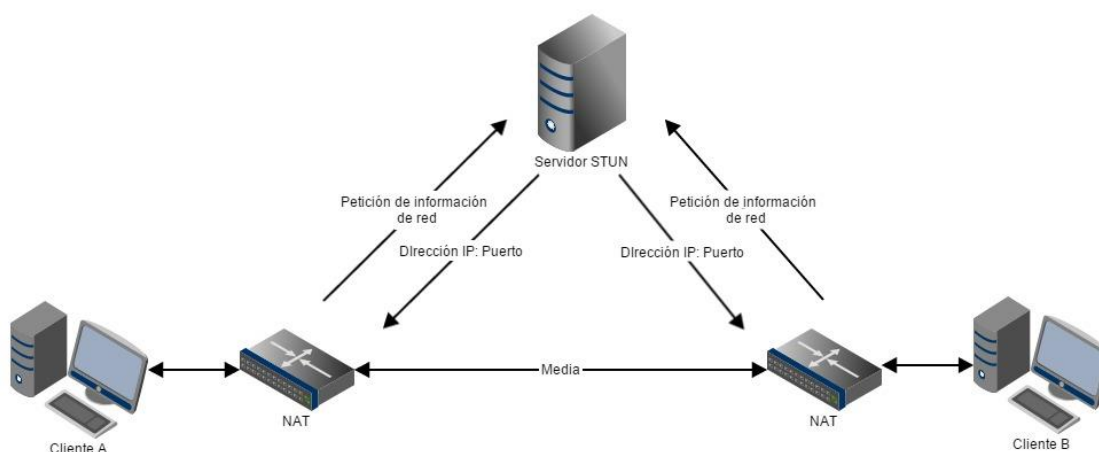 Servidor STUN
Petición de información
de red
Petición de información
de red
DIrección IP: Puerto
DIrección IP: Puerto
Media
NAT
NAT
Cliente A
Cliente B